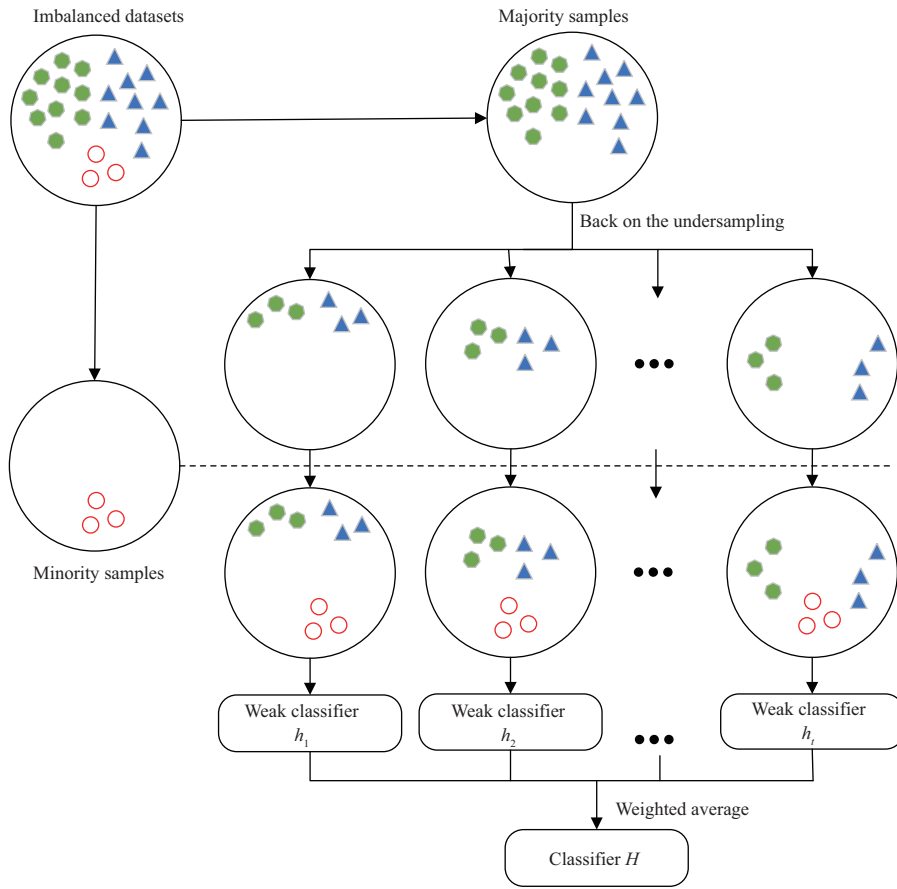 Imbalanced datasets
Majority samples
Back on the undersampling
Minority samples
Weak classifier
h1
Weak classifier
h2
Weak classifier
ht
Weighted average
Classifier H